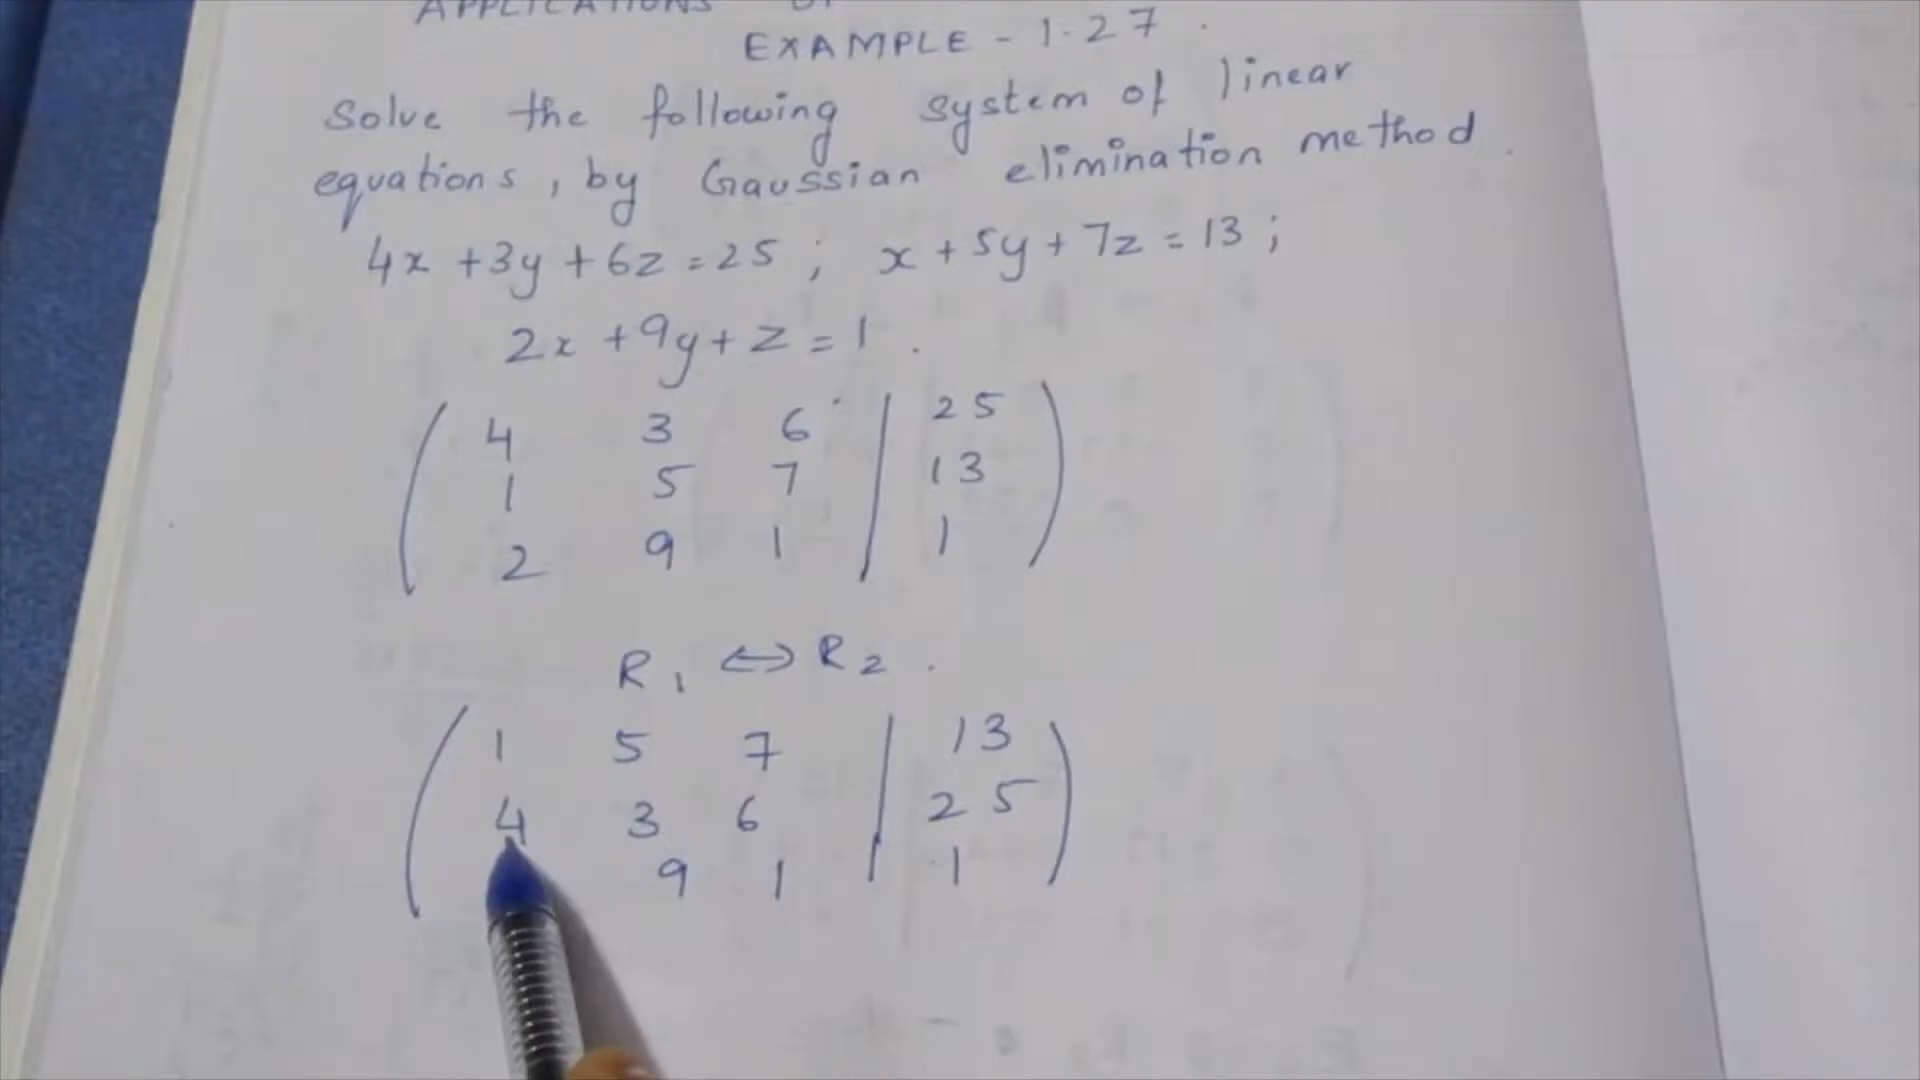 APPLICATIONS
EXAMPLE - 1.27.
Solve the following system of linear
equations, by Gaussian elimination method.
4x + 3y + 6z = 25 ; x + 5y + 7z = 13 ;
2x + 9y + z = 1.
4 3 6 | 25
1 5 7 | 13
2 9 1 | 1
R1 ⇔ R2.
1 5 7 | 13
4 3 6 | 25
9 1 | 1